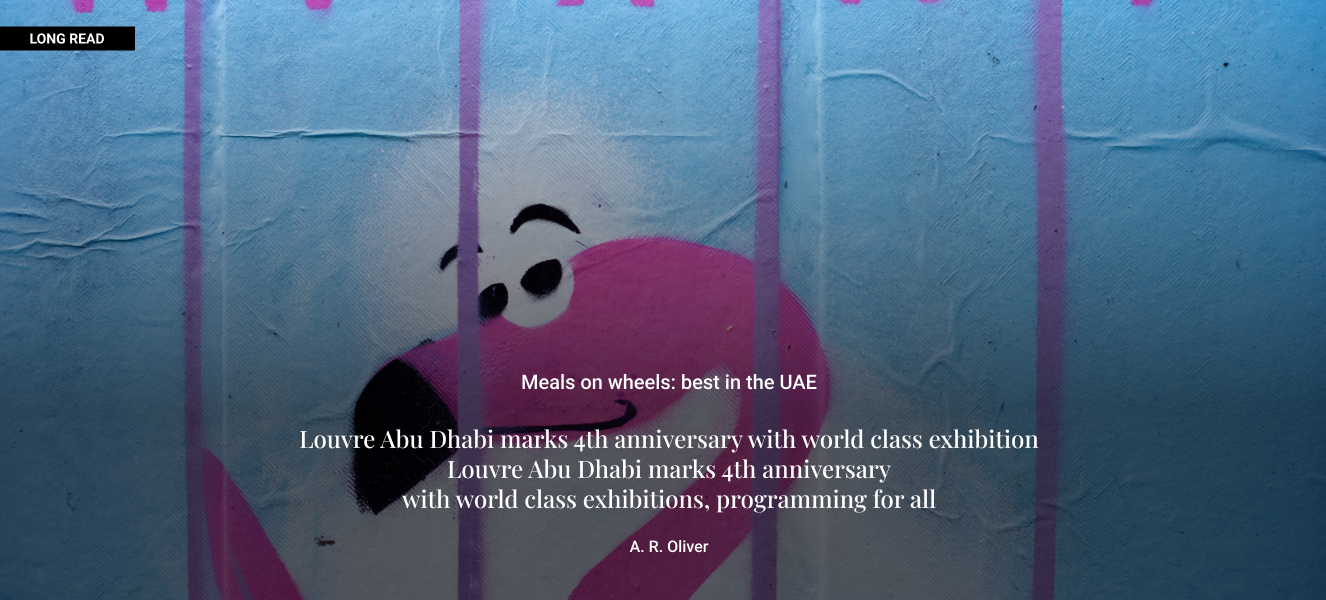 LONG READ
Meals on wheels: best in the UAE
Louvre Abu Dhabi marks 4th anniversary with world class exhibition
Louvre Abu Dhabi marks 4th anniversary
with world class exhibitions, programming for all
A. R. Oliver